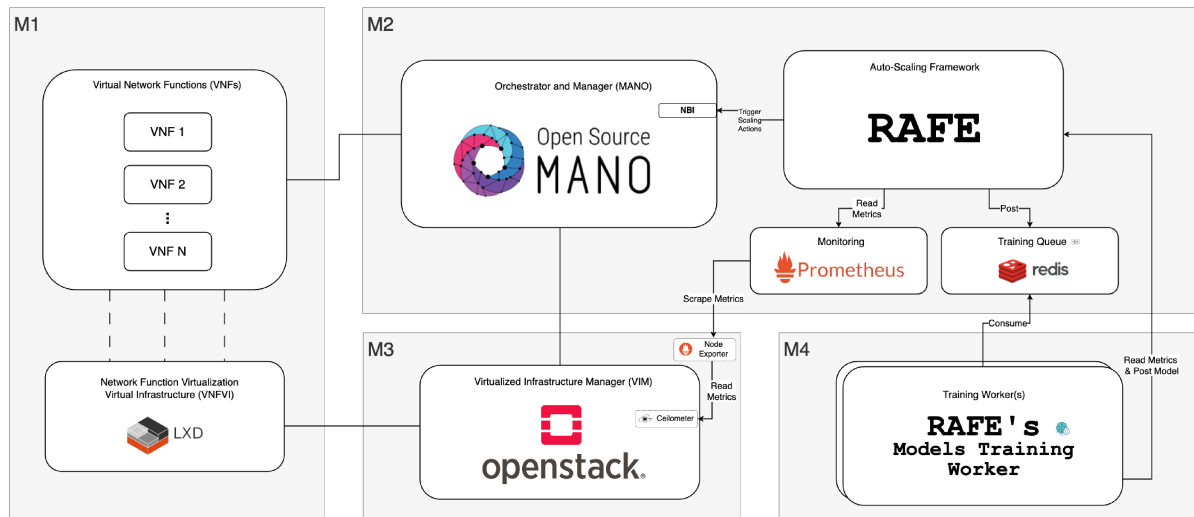 M1
Virtual Network Functions (VNFs)
VNF 1
VNF 2
VNF N
Network Function Virtualization
Virtual Infrastructure (VNFVI)
LXD
M2
Orchestrator and Manager (MANO)
NBI
Open Source
MANO
Trigger
Scaling
Actions
Auto-Scaling Framework
RAFE
Read
Metrics
Post
Monitoring
Prometheus
Training Queue
redis
Scrape Metrics
Consume
M3
Node
Exporter
Virtualized Infrastructure Manager (VIM)
Read
Metrics
Ceilometer
openstack.
M4
Read Metrics
& Post Model
Training Worker(s)
RAFE's
Models Training
Worker